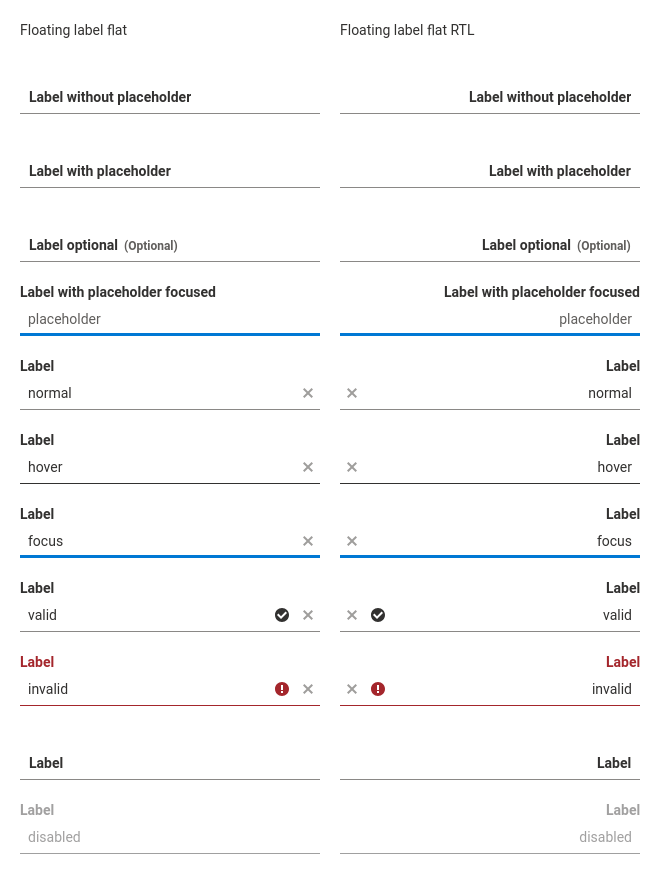 Floating label flat
Label without placeholder
Label with placeholder
Label optional (Optional)
Label with placeholder focused
placeholder
Label
normal
Label
hover
Label
focus
Label
valid
Label
invalid
Label
Label
disabled
Floating label flat RTL
Label without placeholder
Label with placeholder
Label optional (Optional)
Label with placeholder focused
placeholder
Label
normal
Label
hover
Label
focus
Label
valid
Label
invalid
Label
Label
disabled